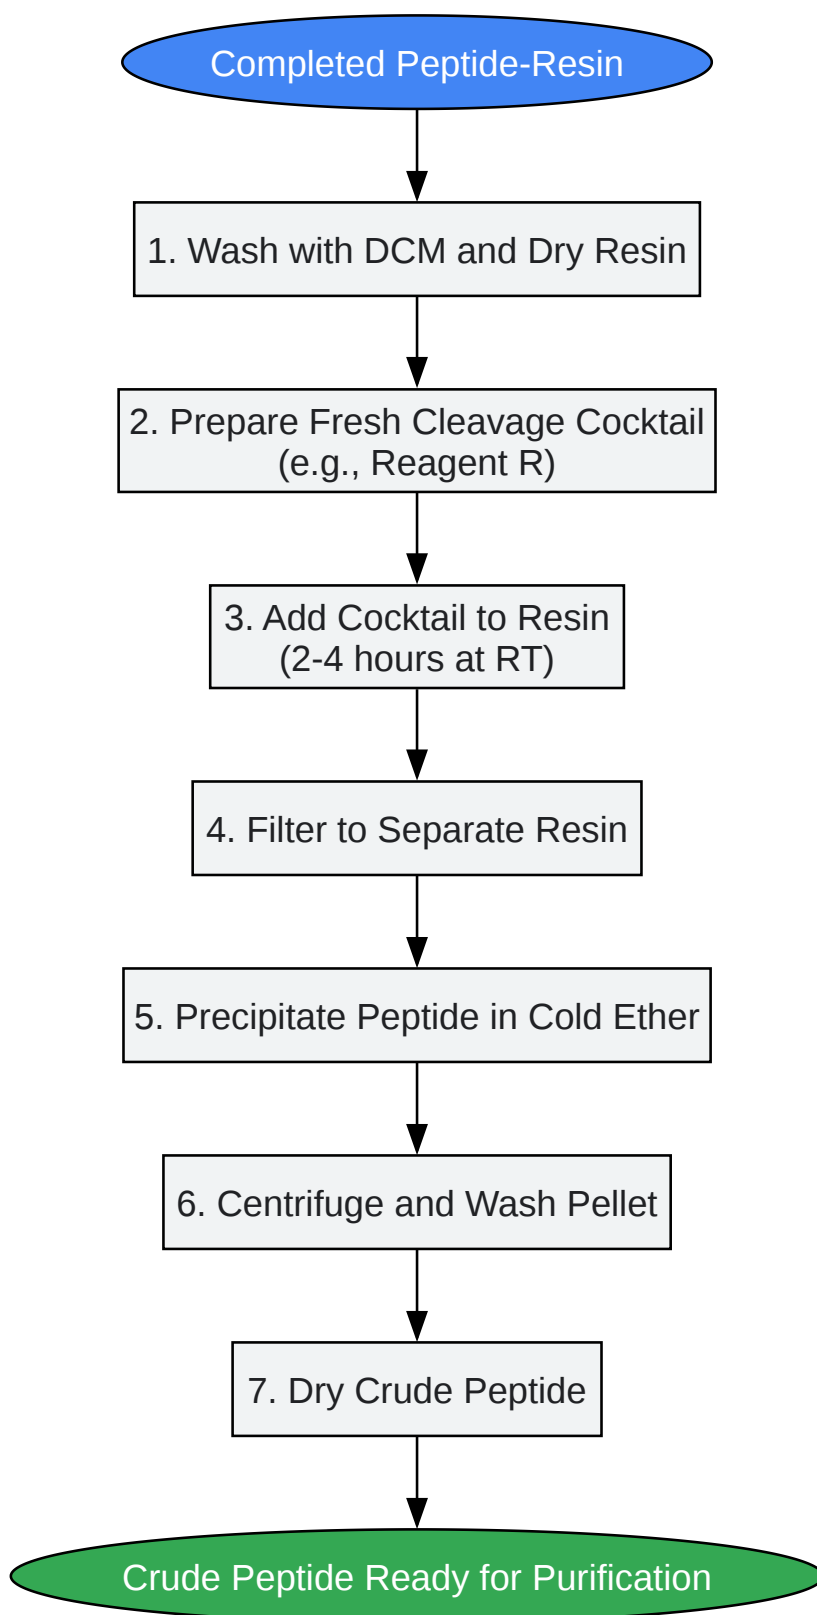 Completed Peptide-Resin
1. Wash with DCM and Dry Resin
2. Prepare Fresh Cleavage Cocktail
(e.g., Reagent R)
3. Add Cocktail to Resin
(2-4 hours at RT)
4. Filter to Separate Resin
5. Precipitate Peptide in Cold Ether
6. Centrifuge and Wash Pellet
7. Dry Crude Peptide
Crude Peptide Ready for Purification